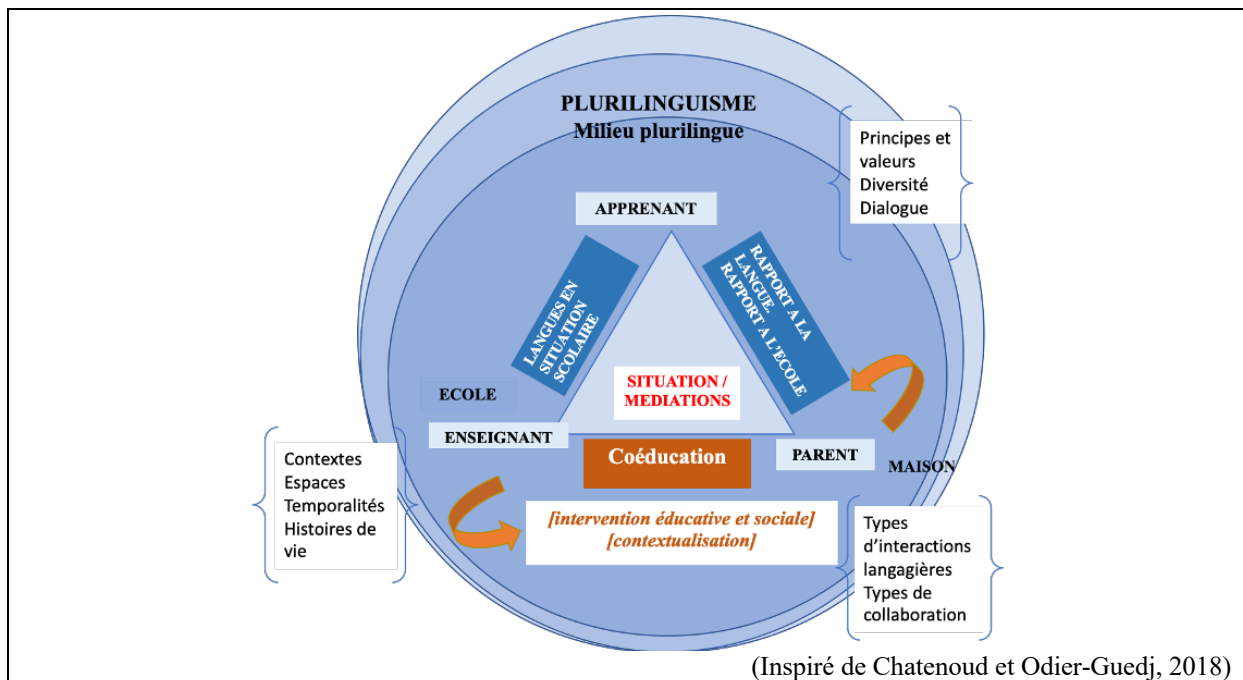 PLURILINGUISME
Milieu plurilingue
Principes et
valeurs
Diversité
Dialogue
APPRENANT
LANGUES EN
SITUATION
SCOLAIRE
RAPPORT A LA
LANGUE.
RAPPORT A L'ECOLE
SITUATION /
MEDIATIONS
ECOLE
ENSEIGNANT
Coéducation
PARENT
MAISON
Contextes
Espaces
Temporalités
Histoires de
vie
[intervention éducative et sociale]
[contextualisation]
Types
d'interactions
langagières
Types de
collaboration
(Inspiré de Chatenoud et Odier-Guedj, 2018)